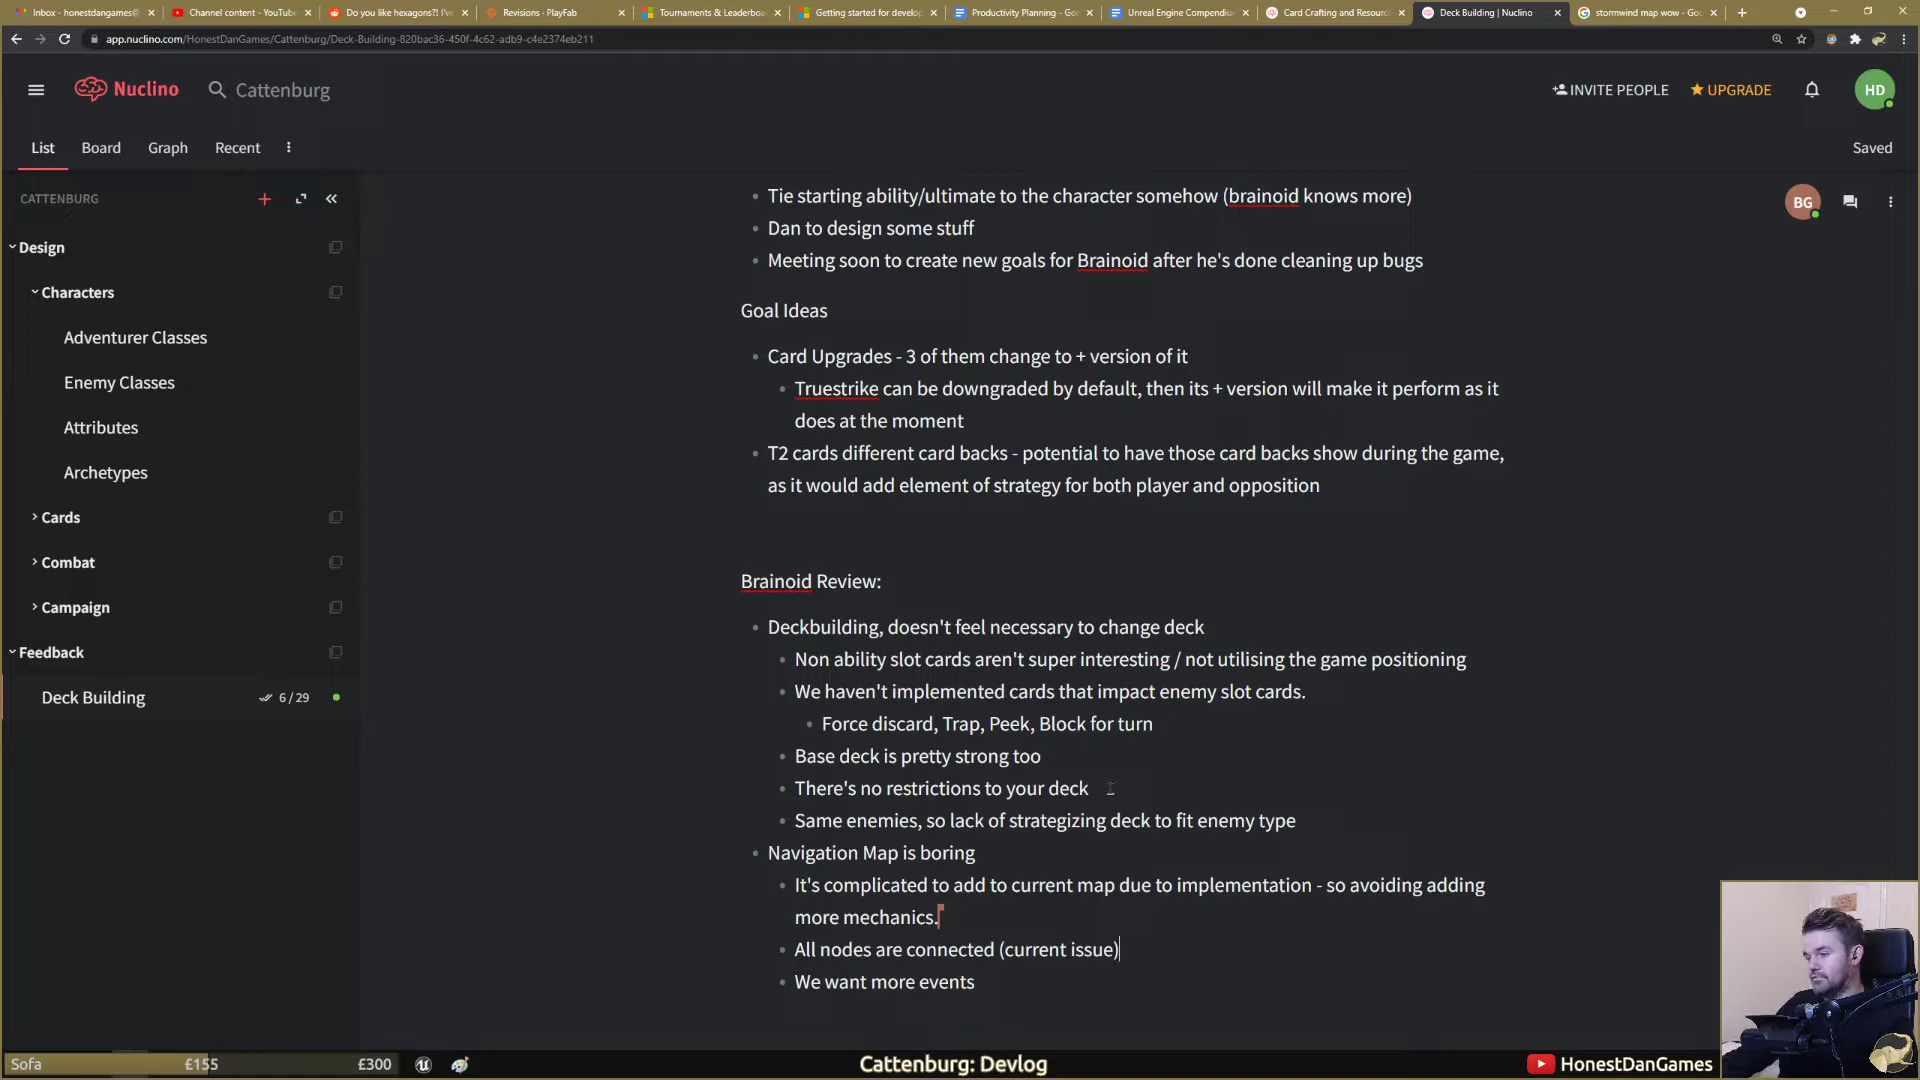 Inbox - honestdangames@
Channel content - YouTube
Do you like hexagons?! I've
Revisions - PlayFab
Tournaments & Leaderboa
Getting started for develop
Productivity Planning - Goo
Unreal Engine Compendiu
Card Crafting and Resourc
Deck Building | Nuclino
stormwind map wow - Goo
app.nuclino.com/HonestDanGames/Cattenburg/Deck-Building-820bac36-450f-4c62-adb9-c4e2374eb211
Nuclino
Cattenburg
INVITE PEOPLE
UPGRADE
HD
List
Board
Graph
Recent
Saved
CATTENBURG
BG
Design
Characters
Adventurer Classes
Enemy Classes
Attributes
Archetypes
Cards
Combat
Campaign
Feedback
Deck Building
6 / 29
Tie starting ability/ultimate to the character somehow (brainoid knows more)
Dan to design some stuff
Meeting soon to create new goals for Brainoid after he's done cleaning up bugs
Goal Ideas
Card Upgrades - 3 of them change to + version of it
Truestrike can be downgraded by default, then its + version will make it perform as it
does at the moment
T2 cards different card backs - potential to have those card backs show during the game,
as it would add element of strategy for both player and opposition
Brainoid Review:
Deckbuilding, doesn't feel necessary to change deck
Non ability slot cards aren't super interesting / not utilising the game positioning
We haven't implemented cards that impact enemy slot cards.
Force discard, Trap, Peek, Block for turn
Base deck is pretty strong too
There's no restrictions to your deck
Same enemies, so lack of strategizing deck to fit enemy type
Navigation Map is boring
It's complicated to add to current map due to implementation - so avoiding adding
more mechanics.
All nodes are connected (current issue)
We want more events
Sofa
£155
£300
Cattenburg: Devlog
HonestDanGames